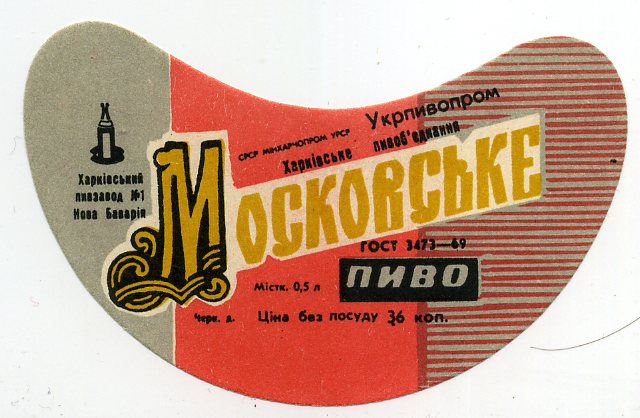 Укрпивопром
СРСР МІНХАРЧОПРОМ УРСР
Харківське пивоб'єднання
Харківський
пивзавод №1
Нова Баварія
МОСКОВСЬКЕ
ГОСТ 3473—69
ПИВО
Містк. 0,5 л
Черк. д. Ціна без посуду 36 коп.